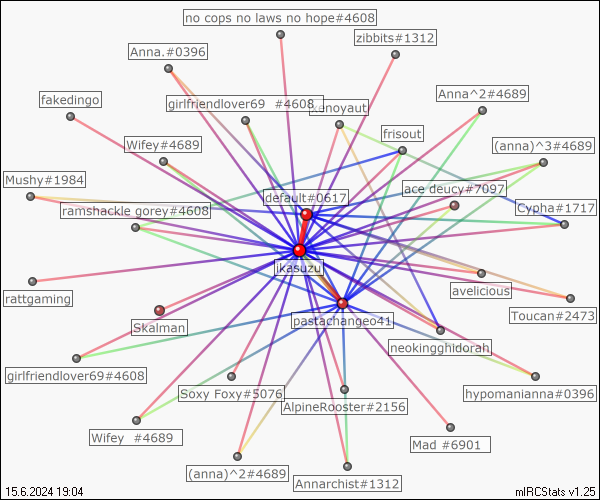 no cops no laws no hope#4608
zibbits#1312
Anna.#0396
fakedingo
girlfriendlover69  #4608
xenoyaut
Anna^2#4689
frisout
Wifey#4689
(anna)^3#4689
Mushy#1984
default#0617
ace deucy#7097
ramshackle gorey#4608
Cypha#1717
ikasuzu
rattgaming
avelicious
Toucan#2473
Skalman
pastachangeo41
neokingghidorah
girlfriendlover69#4608
Soxy Foxy#5076
AlpineRooster#2156
hypomanianna#0396
Wifey  #4689
Mad #6901
(anna)^2#4689
Annarchist#1312
15.6.2024 19:04
mIRCStats v1.25